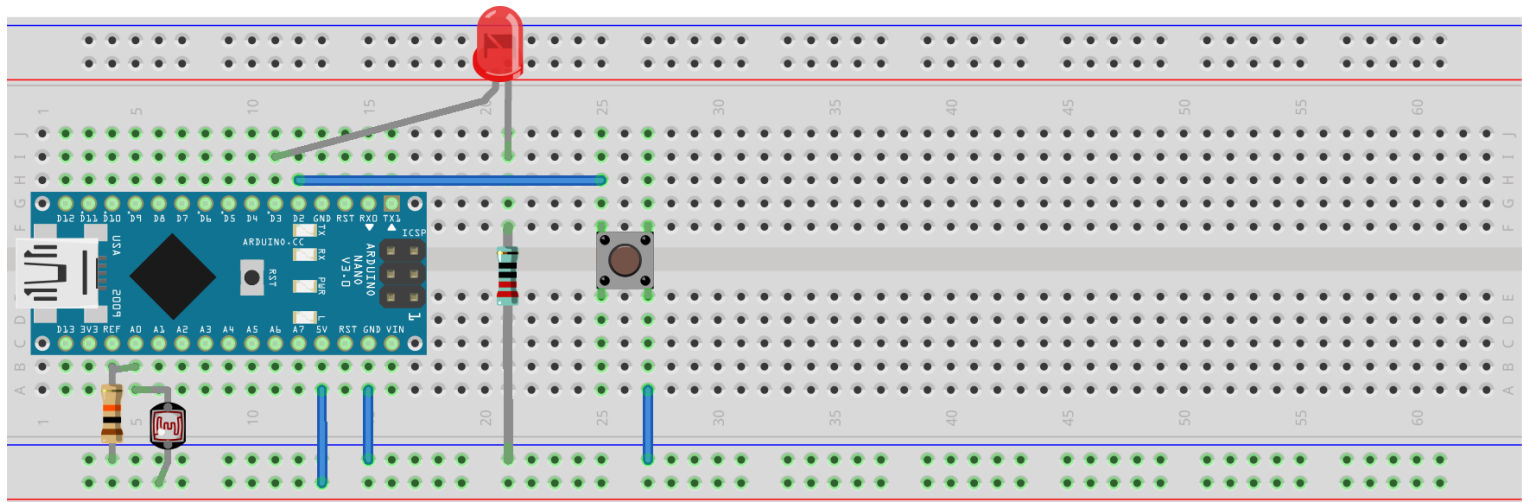 1 5 10 15 20 25 30 35 40 45 50 55 60
J J
I I
H H
G G
F F
D12 D11 D10 D9 D8 D7 D6 D5 D4 D3 D2 GND RST RX0 TX1
TX
RX
PWR
L
ICSP
1
ARDUINO.CC
ARDUINO
NANO
V3.0
RST
USA
2009
E
D D
C C
B B
A A
D13 3V3 REF A0 A1 A2 A3 A4 A5 A6 A7 5V RST GND VIN
1 5 10 15 20 25 30 35 40 45 50 55 60